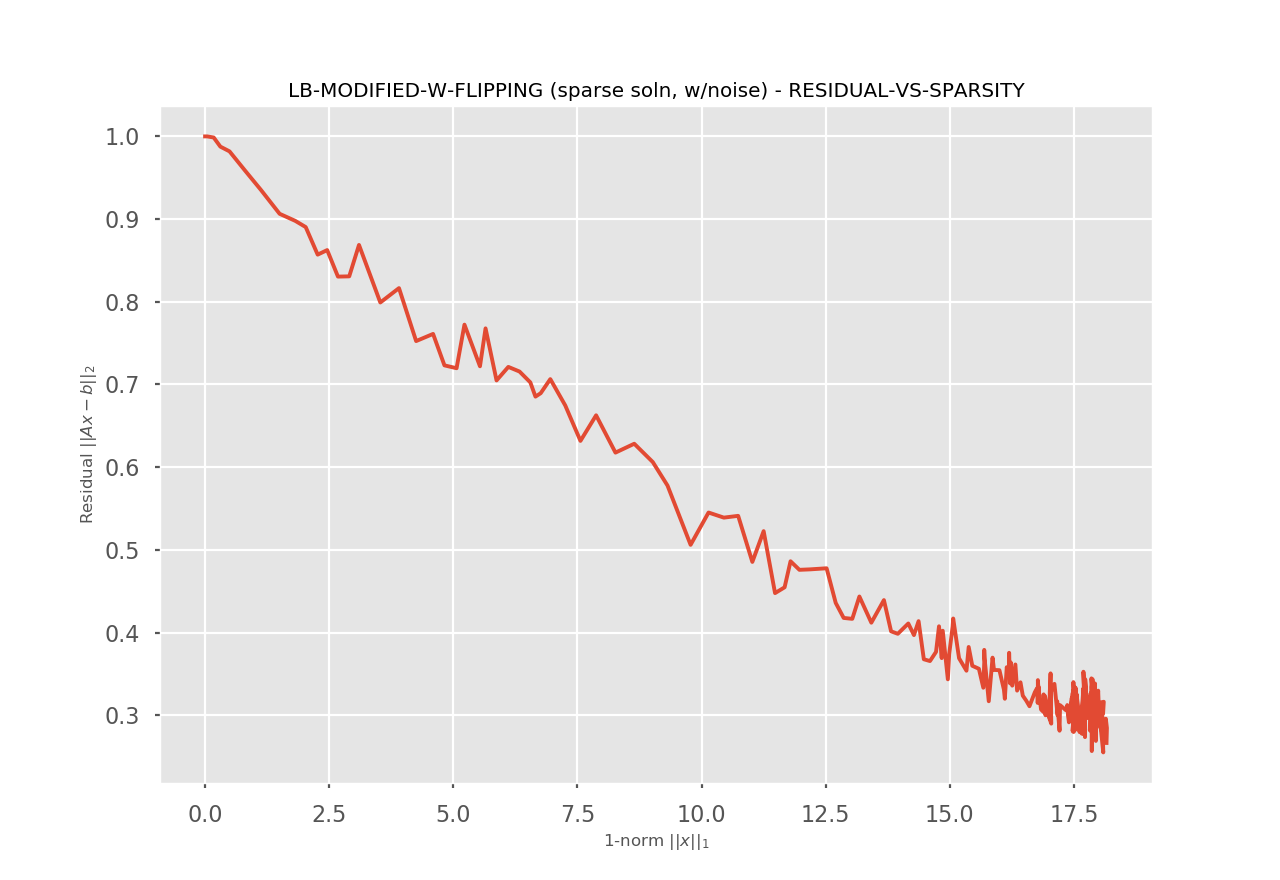 LB-MODIFIED-W-FLIPPING (sparse soln, w/noise) - RESIDUAL-VS-SPARSITY
Residual ||Ax − b||₂
1.0
0.9
0.8
0.7
0.6
0.5
0.4
0.3
0.0 2.5 5.0 7.5 10.0 12.5 15.0 17.5
1-norm ||x||₁